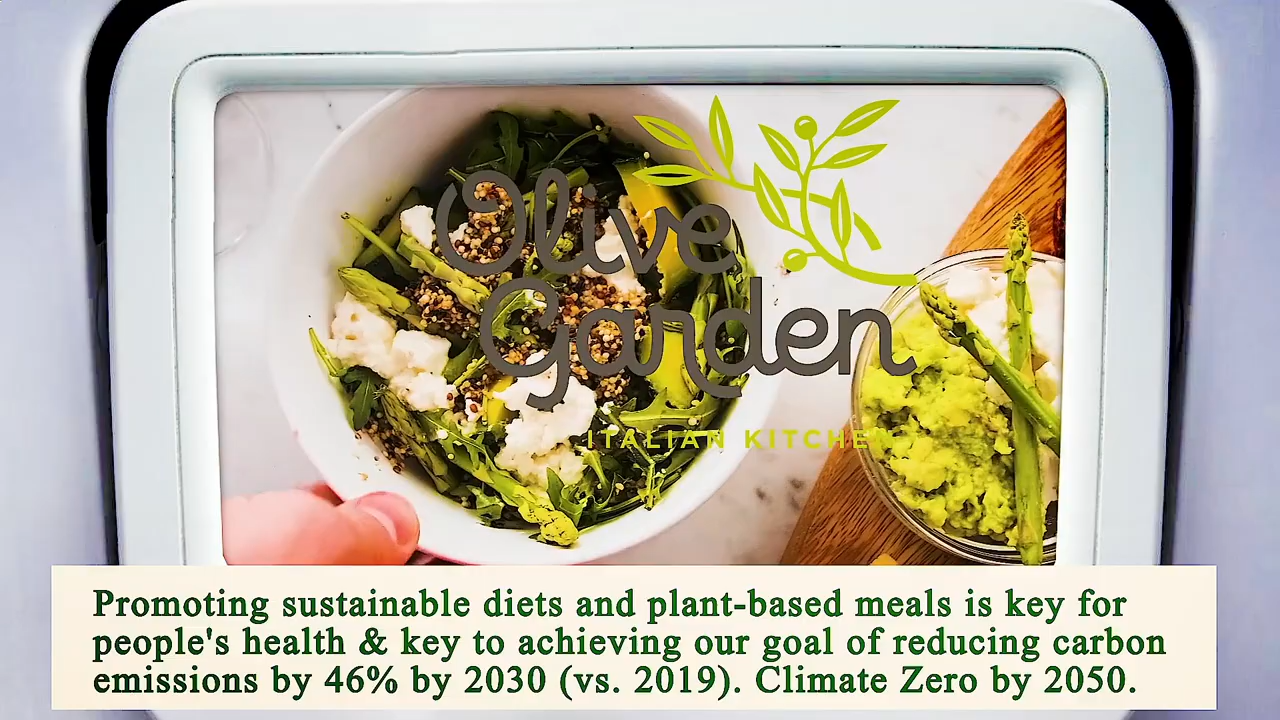 Olive
Garden
ITALIAN KITCHEN
Promoting sustainable diets and plant-based meals is key for
people's health & key to achieving our goal of reducing carbon
emissions by 46% by 2030 (vs. 2019). Climate Zero by 2050.